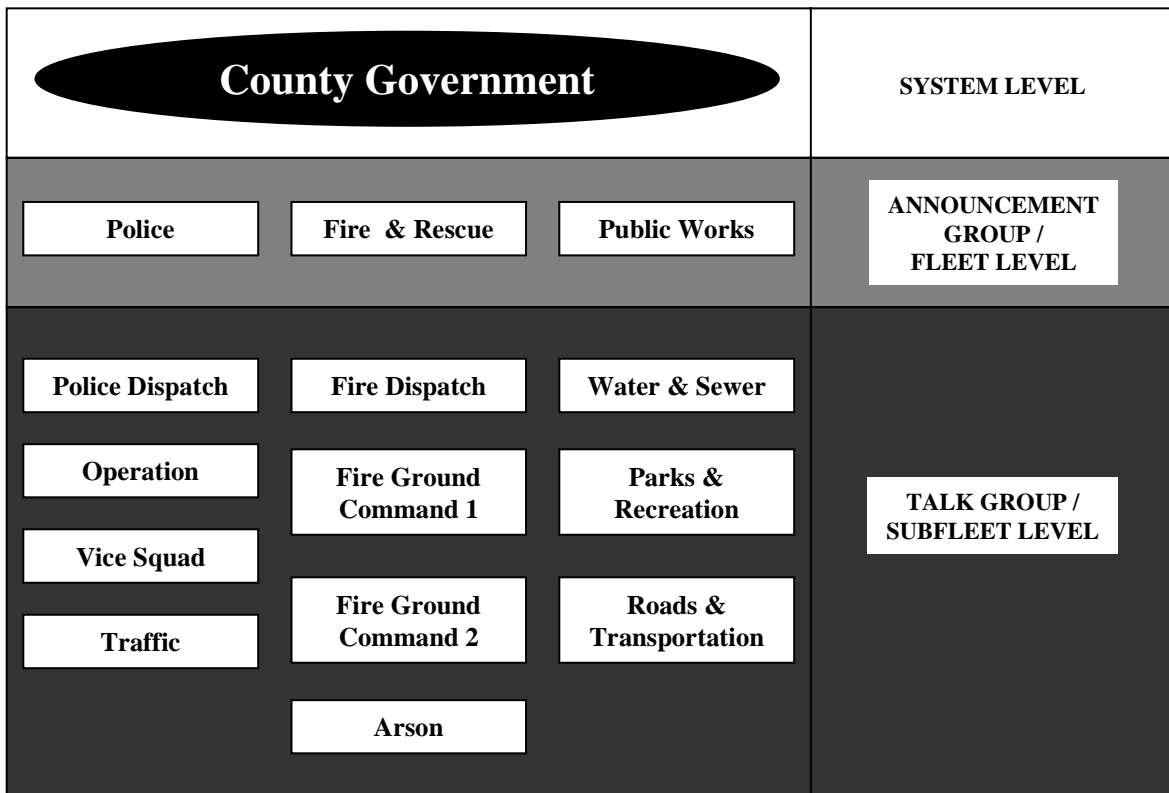 County Government
SYSTEM LEVEL
Police
Fire & Rescue
Public Works
ANNOUNCEMENT
GROUP /
FLEET LEVEL
Police Dispatch
Fire Dispatch
Water & Sewer
Operation
Fire Ground
Command 1
Parks &
Recreation
TALK GROUP /
SUBFLEET LEVEL
Vice Squad
Fire Ground
Command 2
Roads &
Transportation
Traffic
Arson